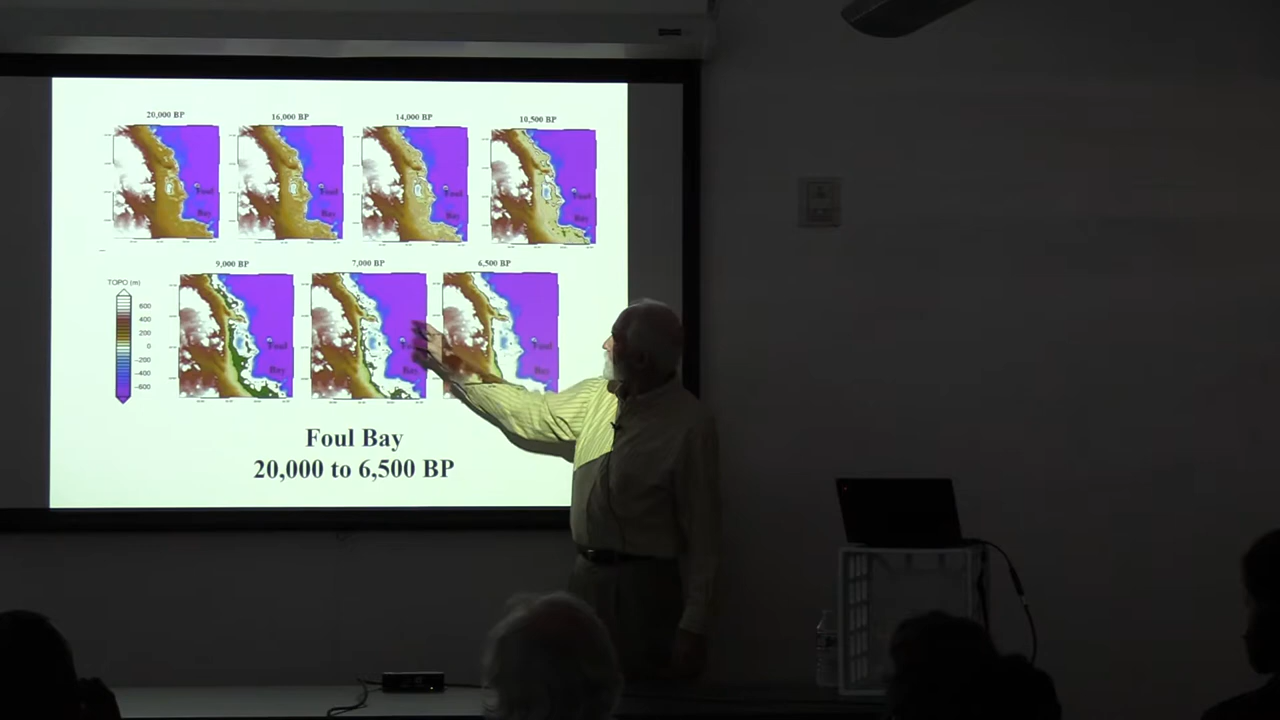 20,000 BP
16,000 BP
14,000 BP
10,500 BP
Foul
Bay
Foul
Bay
Foul
Bay
Foul
Bay
9,000 BP
7,000 BP
6,500 BP
TOPO (m)
600
400
200
0
-200
-400
-600
Foul
Bay
Bay
Foul
Bay
Foul Bay
20,000 to 6,500 BP